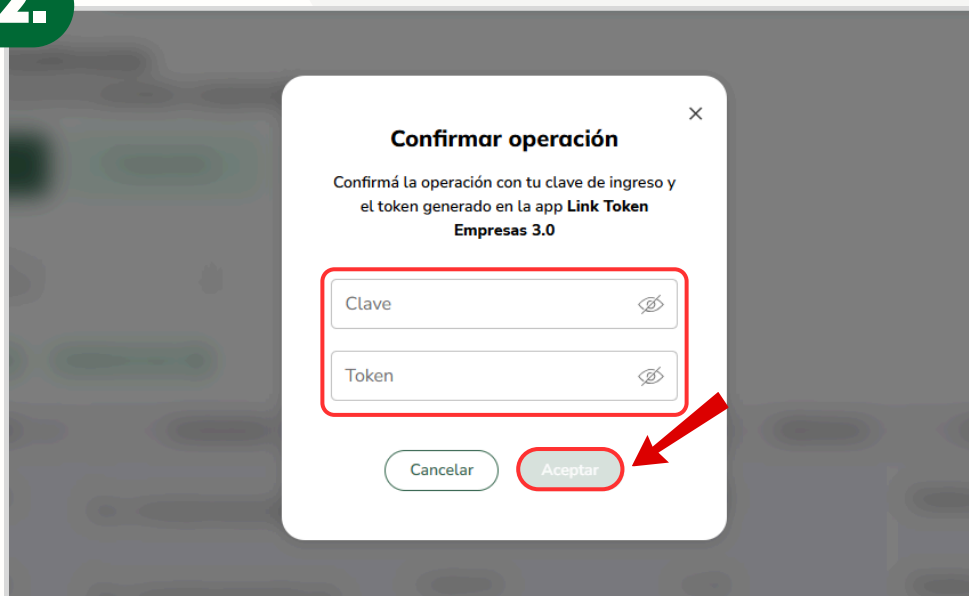 2.
Confirmar operación
Confirmá la operación con tu clave de ingreso y
el token generado en la app Link Token
Empresas 3.0
Clave
Token
Cancelar
Aceptar